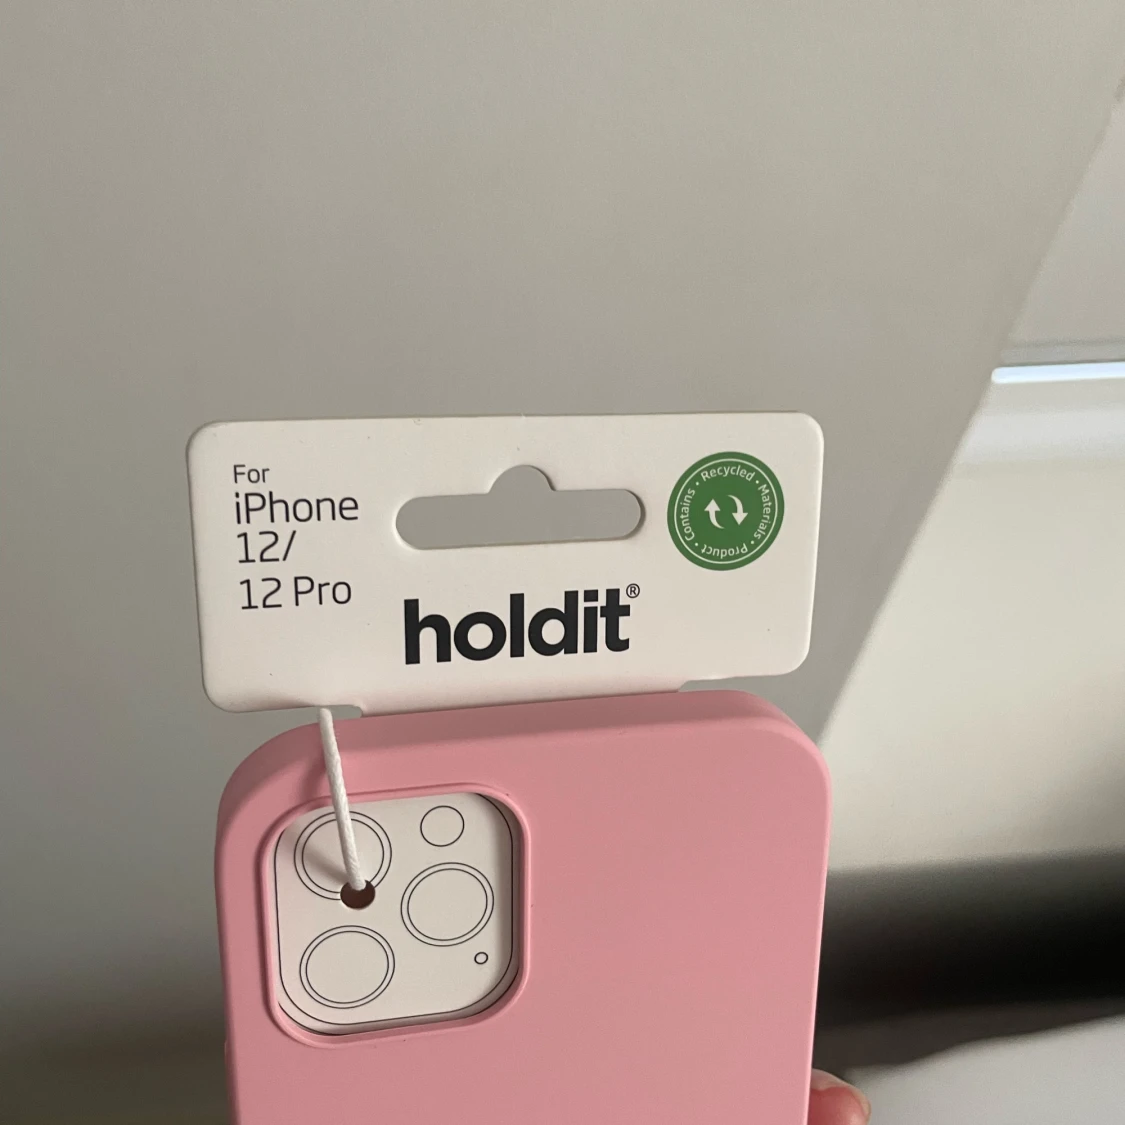 For
iPhone
12/
12 Pro
holdit®
Contains • Recycled • Materials • Product •